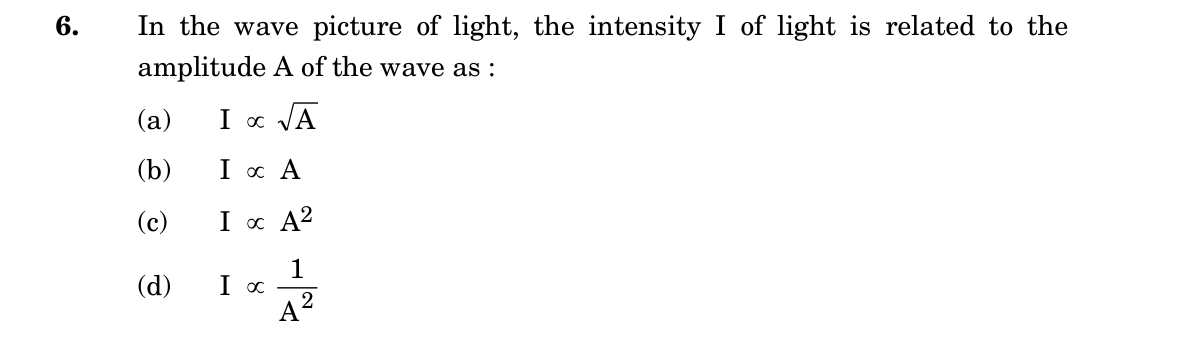 6. In the wave picture of light, the intensity I of light is related to the
amplitude A of the wave as :
(a) I ∝ √A
(b) I ∝ A
(c) I ∝ A²
(d) I ∝ 1/A²